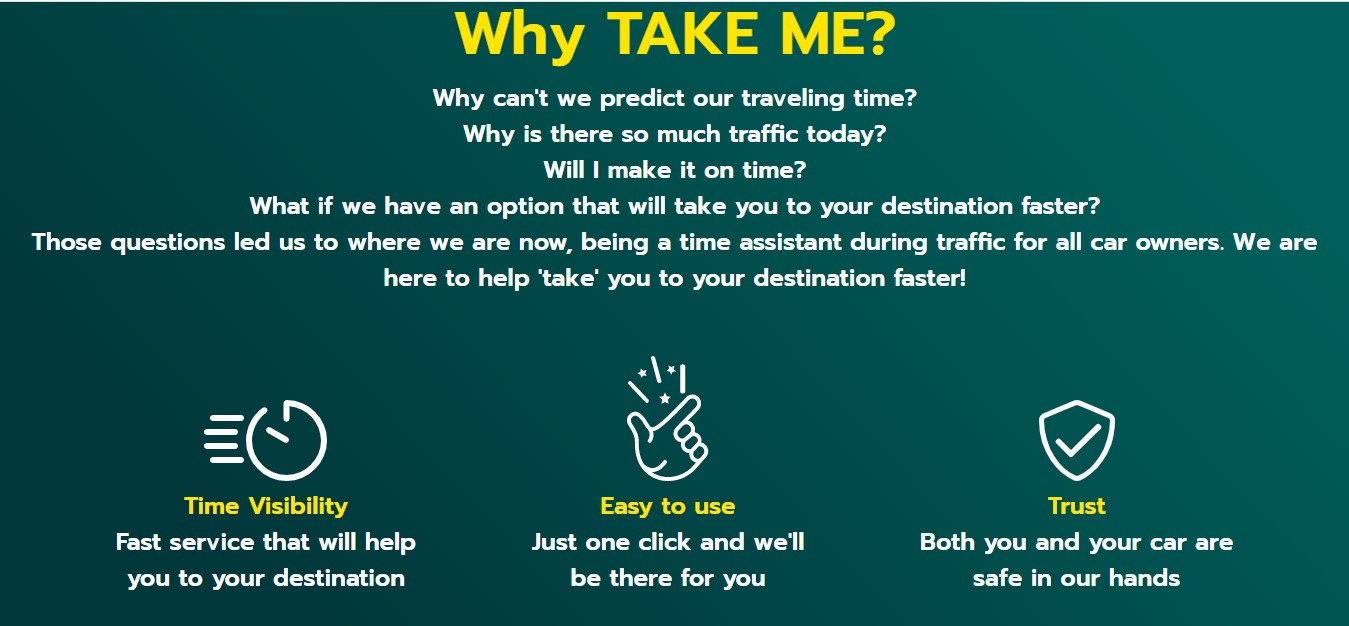 Why TAKE ME?
Why can't we predict our traveling time?
Why is there so much traffic today?
Will I make it on time?
What if we have an option that will take you to your destination faster?
Those questions led us to where we are now, being a time assistant during traffic for all car owners. We are
here to help 'take' you to your destination faster!
Time Visibility
Fast service that will help
you to your destination
Easy to use
Just one click and we'll
be there for you
Trust
Both you and your car are
safe in our hands